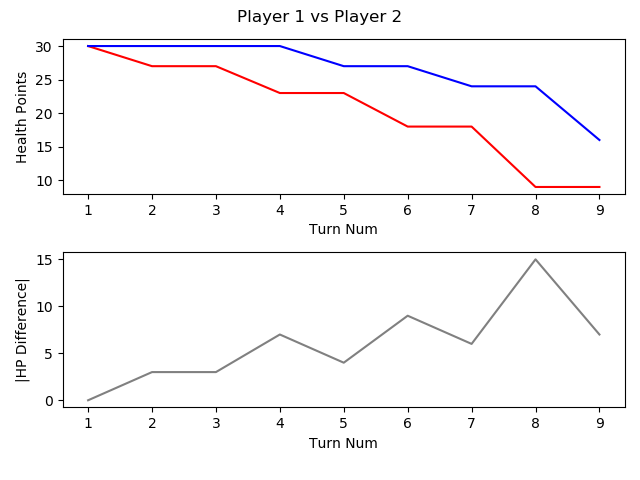 Player 1 vs Player 2
Health Points
30
25
20
15
10
1 2 3 4 5 6 7 8 9
Turn Num
|HP Difference|
15
10
5
0
1 2 3 4 5 6 7 8 9
Turn Num